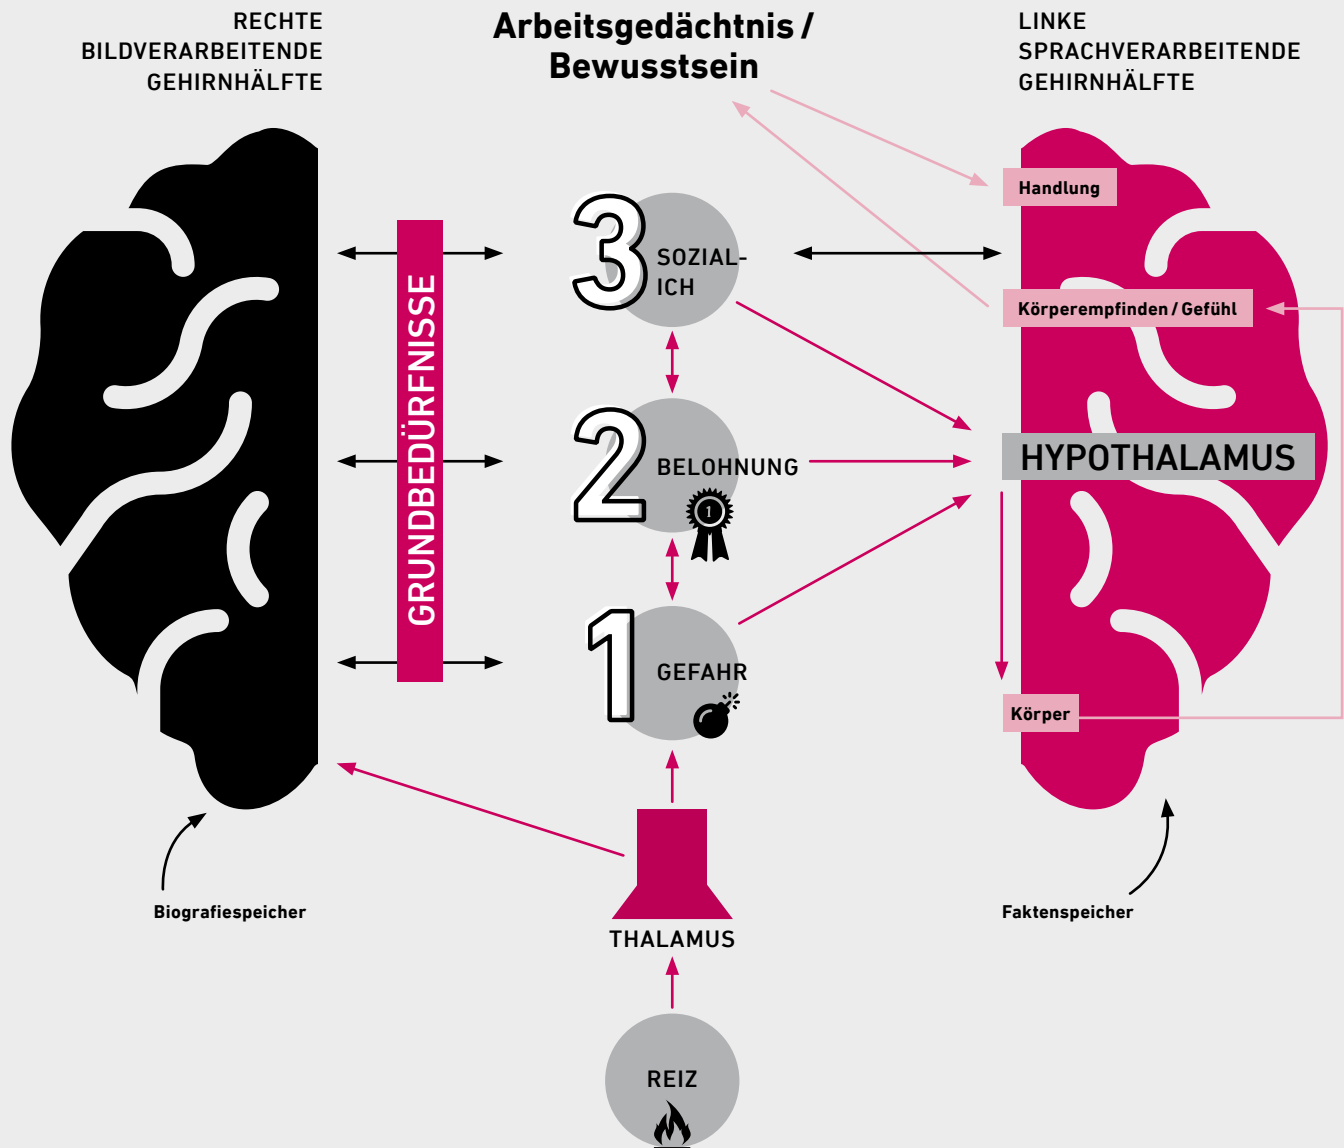 RECHTE
BILDVERARBEITENDE
GEHIRNHÄLFTE
Arbeitsgedächtnis /
Bewusstsein
LINKE
SPRACHVERARBEITENDE
GEHIRNHÄLFTE
Handlung
3
SOZIAL-
ICH
Körperempfinden / Gefühl
GRUNDBEDÜRFNISSE
2
BELOHNUNG
1
HYPOTHALAMUS
1
GEFAHR
Körper
Biografiespeicher
Faktenspeicher
THALAMUS
REIZ